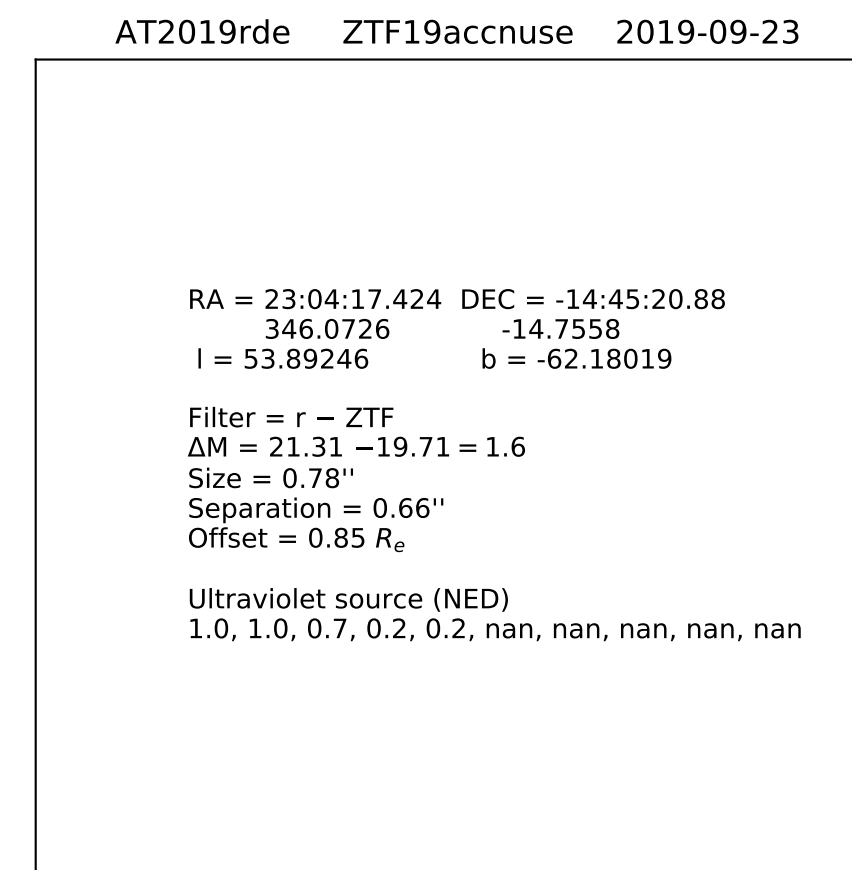 AT2019rde ZTF19accnuse 2019-09-23
RA = 23:04:17.424 DEC = -14:45:20.88
346.0726 -14.7558
l = 53.89246 b = -62.18019
Filter = r − ZTF
ΔM = 21.31 −19.71 = 1.6
Size = 0.78''
Separation = 0.66''
Offset = 0.85 Rₑ
Ultraviolet source (NED)
1.0, 1.0, 0.7, 0.2, 0.2, nan, nan, nan, nan, nan